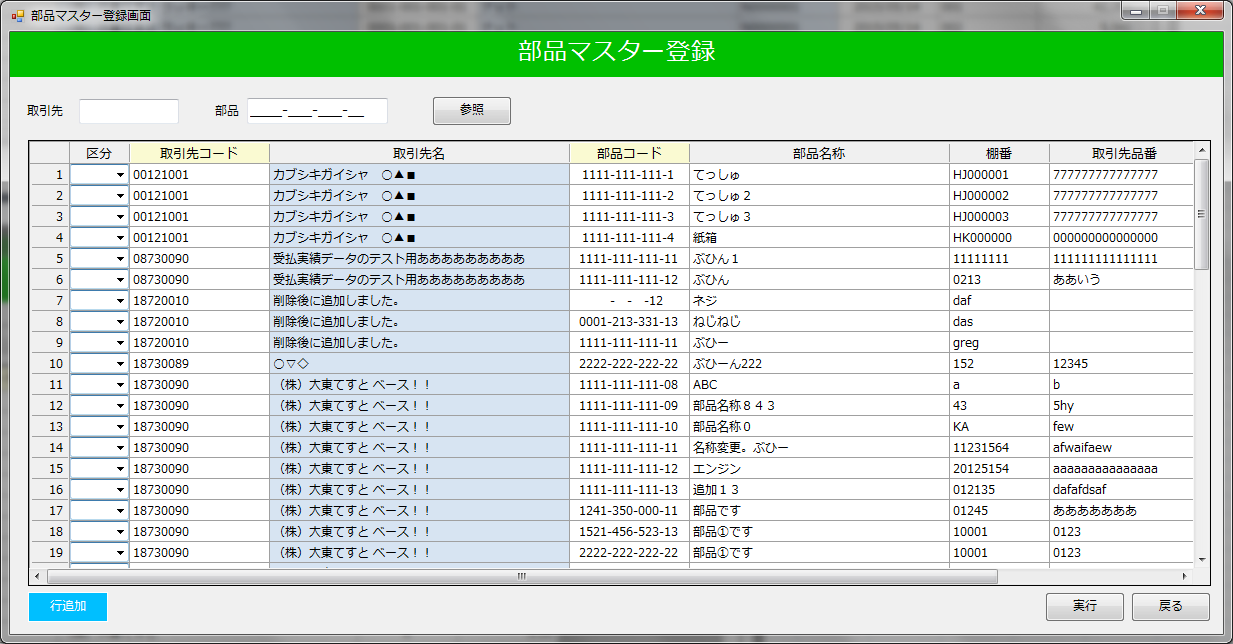 部品マスター登録画面
部品マスター登録
取引先 部品 _____-___-___-__ 参照
区分 取引先コード 取引先名 部品コード 部品名称 棚番 取引先品番
1 00121001 カブシキガイシャ　○▲■ 1111-111-111-1 てっしゅ HJ000001 777777777777777
2 00121001 カブシキガイシャ　○▲■ 1111-111-111-2 てっしゅ２ HJ000002 777777777777777
3 00121001 カブシキガイシャ　○▲■ 1111-111-111-3 てっしゅ３ HJ000003 777777777777777
4 00121001 カブシキガイシャ　○▲■ 1111-111-111-4 紙箱 HK000000 000000000000000
5 08730090 受払実績データのテスト用あああああああああ 1111-111-111-11 ぶひん１ 11111111 111111111111111
6 08730090 受払実績データのテスト用あああああああああ 1111-111-111-12 ぶひん 0213 ああいう
7 18720010 削除後に追加しました。 - - -12 ネジ daf
8 18720010 削除後に追加しました。 0001-213-331-13 ねじねじ das
9 18720010 削除後に追加しました。 1111-111-111-11 ぶひー greg
10 18730089 ○▽◇ 2222-222-222-22 ぶひーん222 152 12345
11 18730090 （株）大東てすと ベース！！ 1111-111-111-08 ABC a b
12 18730090 （株）大東てすと ベース！！ 1111-111-111-09 部品名称８４３ 43 5hy
13 18730090 （株）大東てすと ベース！！ 1111-111-111-10 部品名称０ KA few
14 18730090 （株）大東てすと ベース！！ 1111-111-111-11 名称変更。ぶひー 11231564 afwaifaew
15 18730090 （株）大東てすと ベース！！ 1111-111-111-12 エンジン 20125154 aaaaaaaaaaaaaaa
16 18730090 （株）大東てすと ベース！！ 1111-111-111-13 追加１３ 012135 dafafdsaf
17 18730090 （株）大東てすと ベース！！ 1241-350-000-11 部品です 01245 あああああああ
18 18730090 （株）大東てすと ベース！！ 1521-456-523-13 部品①です 10001 0123
19 18730090 （株）大東てすと ベース！！ 2222-222-222-22 部品①です 10001 0123
行追加 実行 戻る